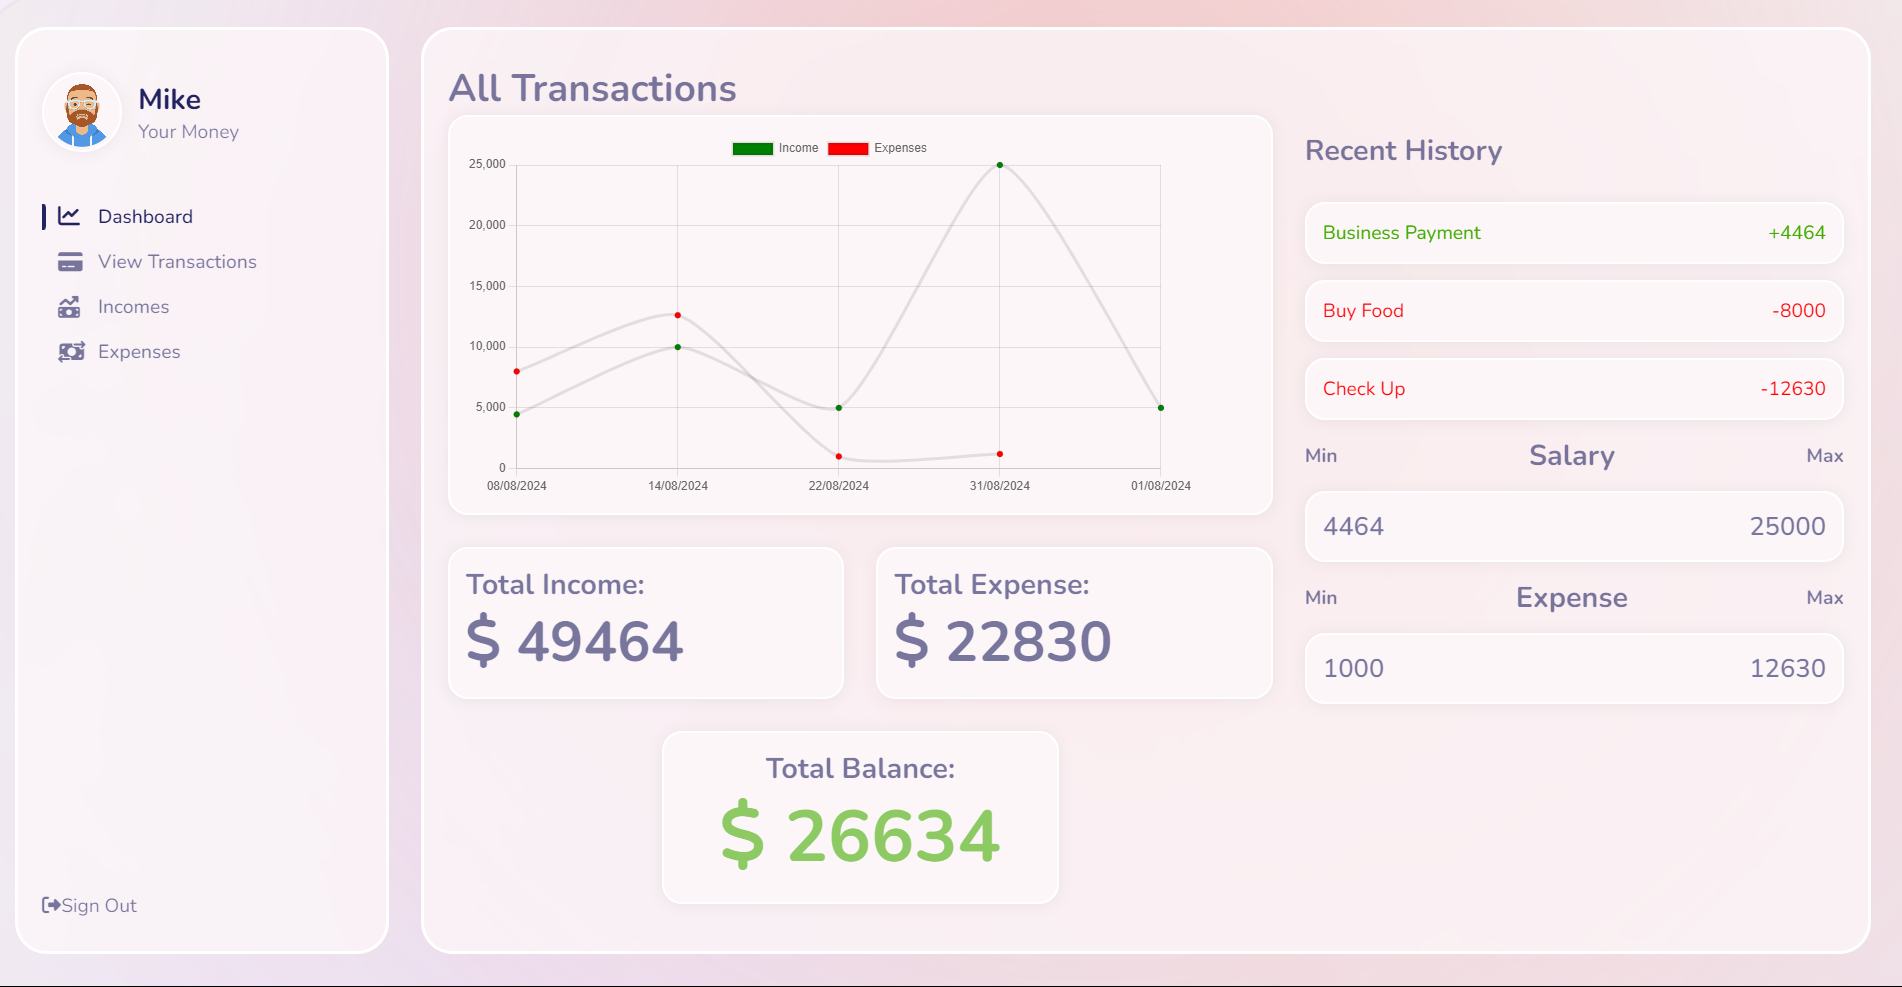 Mike
Your Money
Dashboard
View Transactions
Incomes
Expenses
Sign Out
All Transactions
Income Expenses
25,000
20,000
15,000
10,000
5,000
0
08/08/2024 14/08/2024 22/08/2024 31/08/2024 01/08/2024
Total Income:
$ 49464
Total Expense:
$ 22830
Total Balance:
$ 26634
Recent History
Business Payment +4464
Buy Food -8000
Check Up -12630
Min Salary Max
4464 25000
Min Expense Max
1000 12630